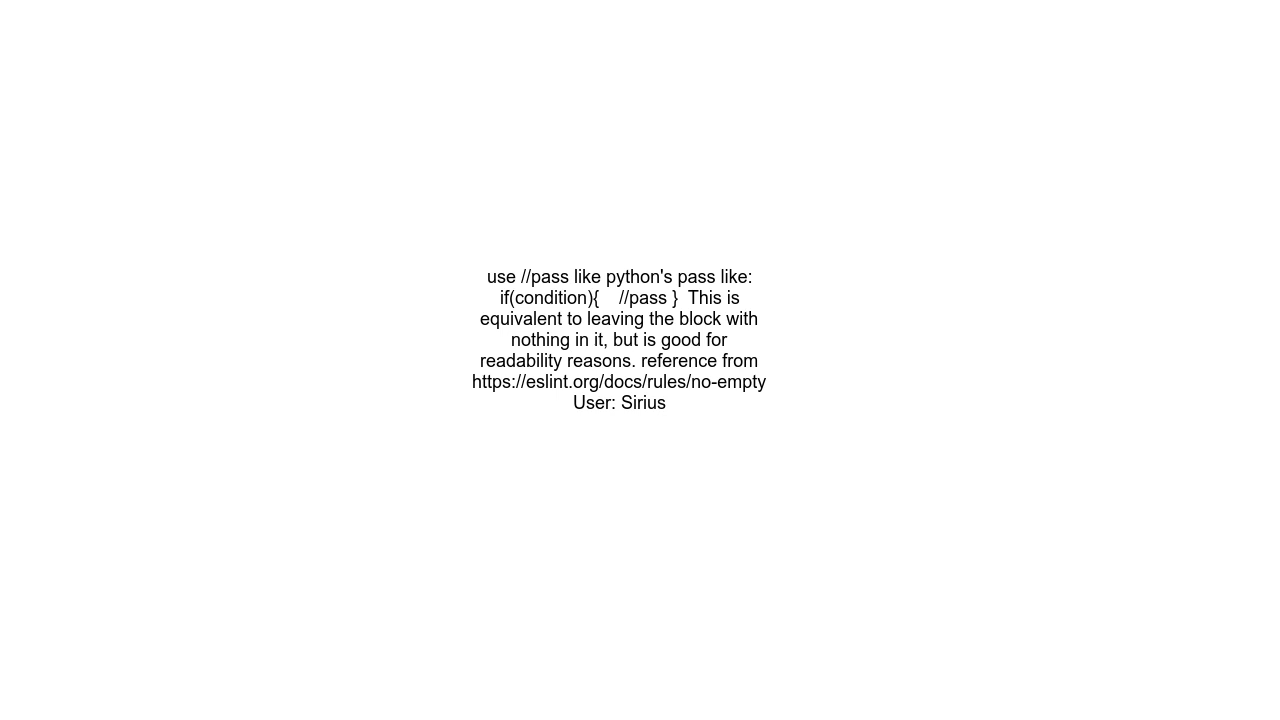 use //pass like python's pass like:
if(condition){    //pass }  This is
equivalent to leaving the block with
nothing in it, but is good for
readability reasons. reference from
https://eslint.org/docs/rules/no-empty
User: Sirius